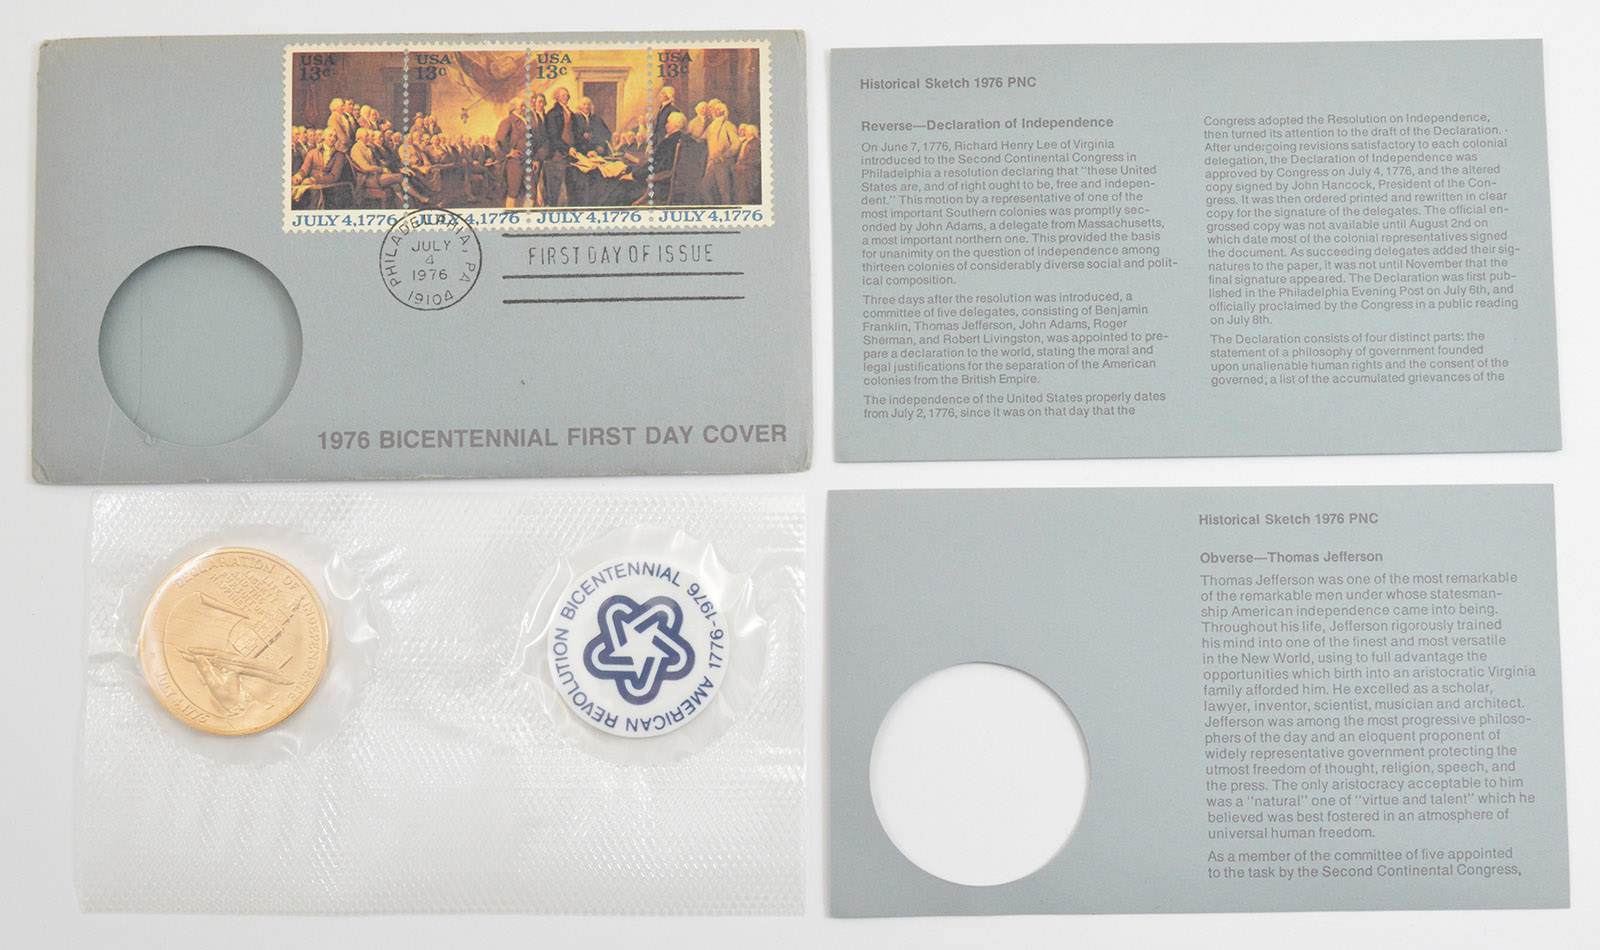 USA
13c
USA
13c
USA
13c
USA
13c
JULY 4,1776
JULY 4,1776
JULY 4,1776
JULY 4,1776
PHILADELPHIA, PA
JULY
4
1976
19104
FIRST DAY OF ISSUE
1976 BICENTENNIAL FIRST DAY COVER
Historical Sketch 1976 PNC
Reverse—Declaration of Independence
On June 7, 1776, Richard Henry Lee of Virginia
introduced to the Second Continental Congress in
Philadelphia a resolution declaring that "these United
States are, and of right ought to be, free and indepen-
dent." This motion by a representative of one of the
most important Southern colonies was promptly sec-
onded by John Adams, a delegate from Massachusetts,
a most important northern one. This provided the basis
for unanimity on the question of independence among
thirteen colonies of considerably diverse social and polit-
ical composition.
Three days after the resolution was introduced, a
committee of five delegates, consisting of Benjamin
Franklin, Thomas Jefferson, John Adams, Roger
Sherman, and Robert Livingston, was appointed to pre-
pare a declaration to the world, stating the moral and
legal justifications for the separation of the American
colonies from the British Empire.
The independence of the United States properly dates
from July 2, 1776, since it was on that day that the
Congress adopted the Resolution on Independence,
then turned its attention to the draft of the Declaration.
After undergoing revisions satisfactory to each colonial
delegation, the Declaration of Independence was
approved by Congress on July 4, 1776, and the altered
copy signed by John Hancock, President of the Con-
gress. It was then ordered printed and rewritten in clear
copy for the signature of the delegates. The official en-
grossed copy was not available until August 2nd on
which date most of the colonial representatives signed
the document. As succeeding delegates added their sig-
natures to the paper, it was not until November that the
final signature appeared. The Declaration was first pub-
lished in the Philadelphia Evening Post on July 6th, and
officially proclaimed by the Congress in a public reading
on July 8th.
The Declaration consists of four distinct parts: the
statement of a philosophy of government founded
upon unalienable human rights and the consent of the
governed; a list of the accumulated grievances of the
DECLARATION OF INDEPENDENCE
JULY 4, 1776
AMERICAN REVOLUTION BICENTENNIAL 1776-1976
Historical Sketch 1976 PNC
Obverse—Thomas Jefferson
Thomas Jefferson was one of the most remarkable
of the remarkable men under whose statesman-
ship American independence came into being.
Throughout his life, Jefferson rigorously trained
his mind into one of the finest and most versatile
in the New World, using to full advantage the
opportunities which birth into an aristocratic Virginia
family afforded him. He excelled as a scholar,
lawyer, inventor, scientist, musician and architect.
Jefferson was among the most progressive philoso-
phers of the day and an eloquent proponent of
widely representative government protecting the
utmost freedom of thought, religion, speech, and
the press. The only aristocracy acceptable to him
was a "natural" one of "virtue and talent" which he
believed was best fostered in an atmosphere of
universal human freedom.
As a member of the committee of five appointed
to the task by the Second Continental Congress,